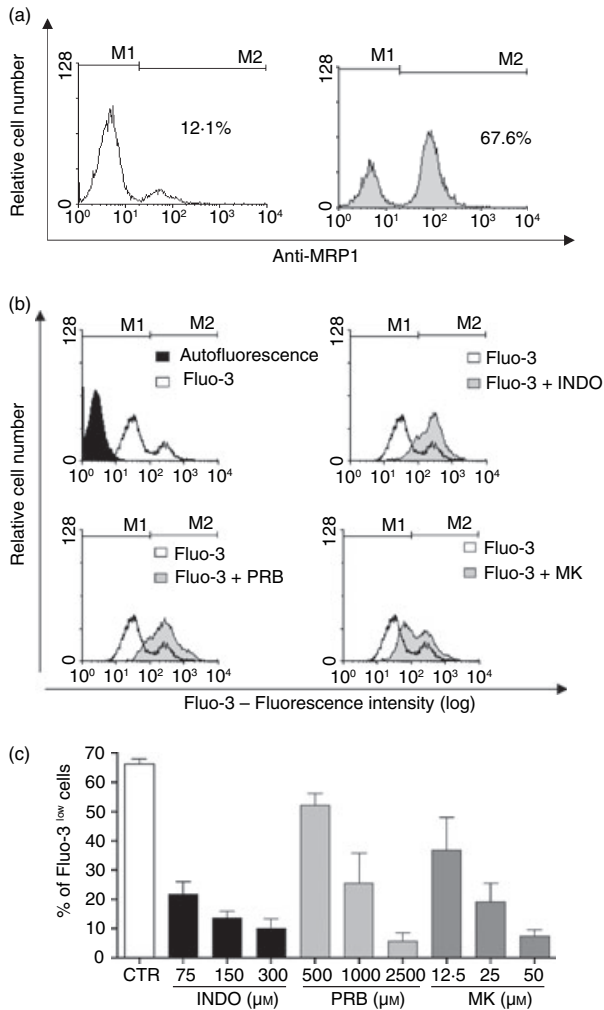 (a)
Relative cell number
128
0
M1
M2
12·1%
10⁰ 10¹ 10² 10³ 10⁴
128
0
M1
M2
67.6%
10⁰ 10¹ 10² 10³ 10⁴
Anti-MRP1
(b)
Relative cell number
128
0
M1
M2
Autofluorescence
Fluo-3
10⁰ 10¹ 10² 10³ 10⁴
128
0
M1
M2
Fluo-3
Fluo-3 + INDO
10⁰ 10¹ 10² 10³ 10⁴
128
0
M1
M2
Fluo-3
Fluo-3 + PRB
10⁰ 10¹ 10² 10³ 10⁴
128
0
M1
M2
Fluo-3
Fluo-3 + MK
10⁰ 10¹ 10² 10³ 10⁴
Fluo-3 – Fluorescence intensity (log)
(c)
% of Fluo-3 ˡᵒʷ cells
70
60
50
40
30
20
10
0
CTR 75 150 300 500 1000 2500 12·5 25 50
INDO (μM) PRB (μM) MK (μM)